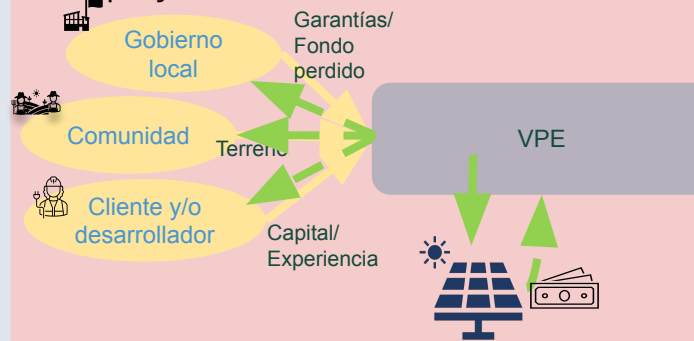 Garantías/
Fondo
perdido
Gobierno
local
Comunidad
Terreno
VPE
Cliente y/o
desarrollador
Capital/
Experiencia